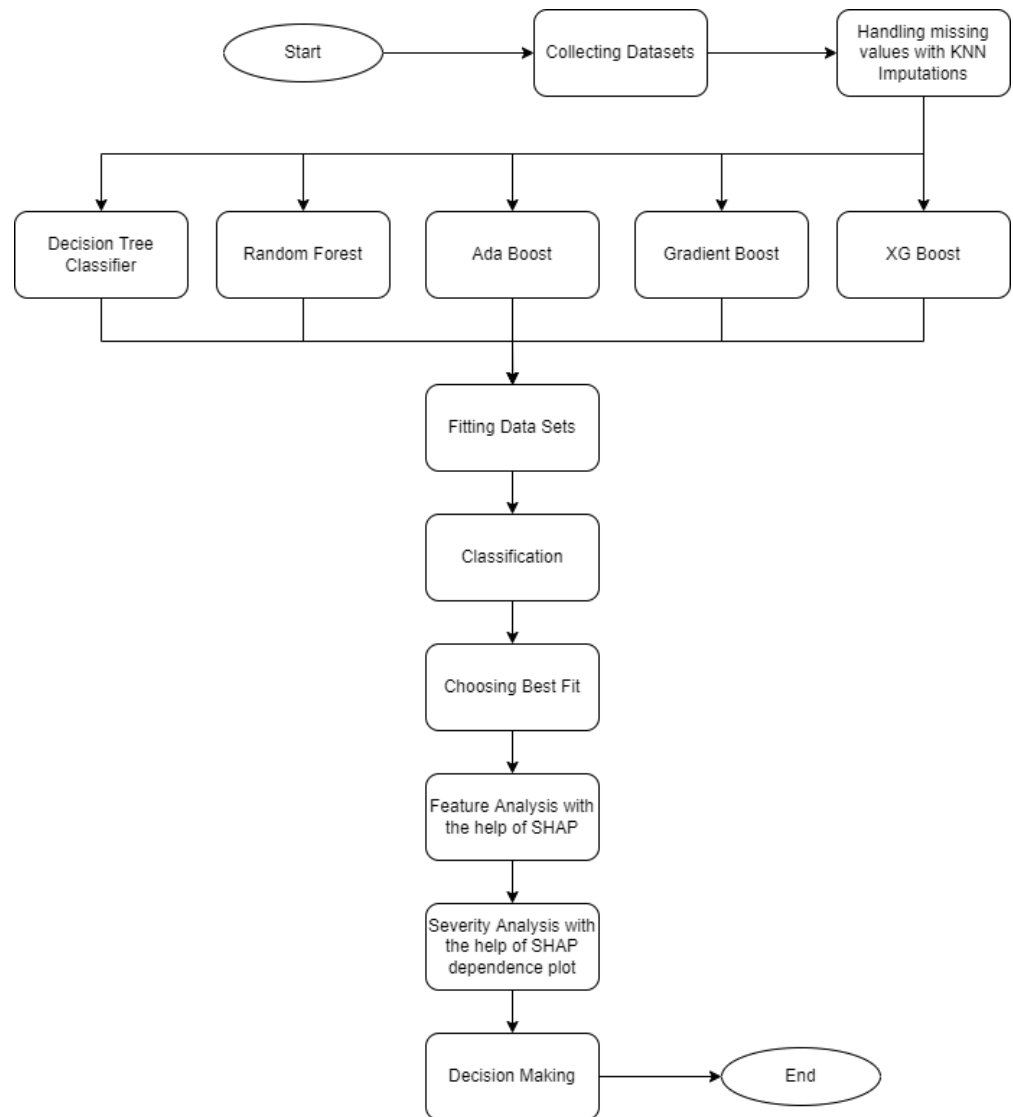 Start
Collecting Datasets
Handling missing
values with KNN
Imputations
Decision Tree
Classifier
Random Forest
Ada Boost
Gradient Boost
XG Boost
Fitting Data Sets
Classification
Choosing Best Fit
Feature Analysis with
the help of SHAP
Severity Analysis with
the help of SHAP
dependence plot
Decision Making
End